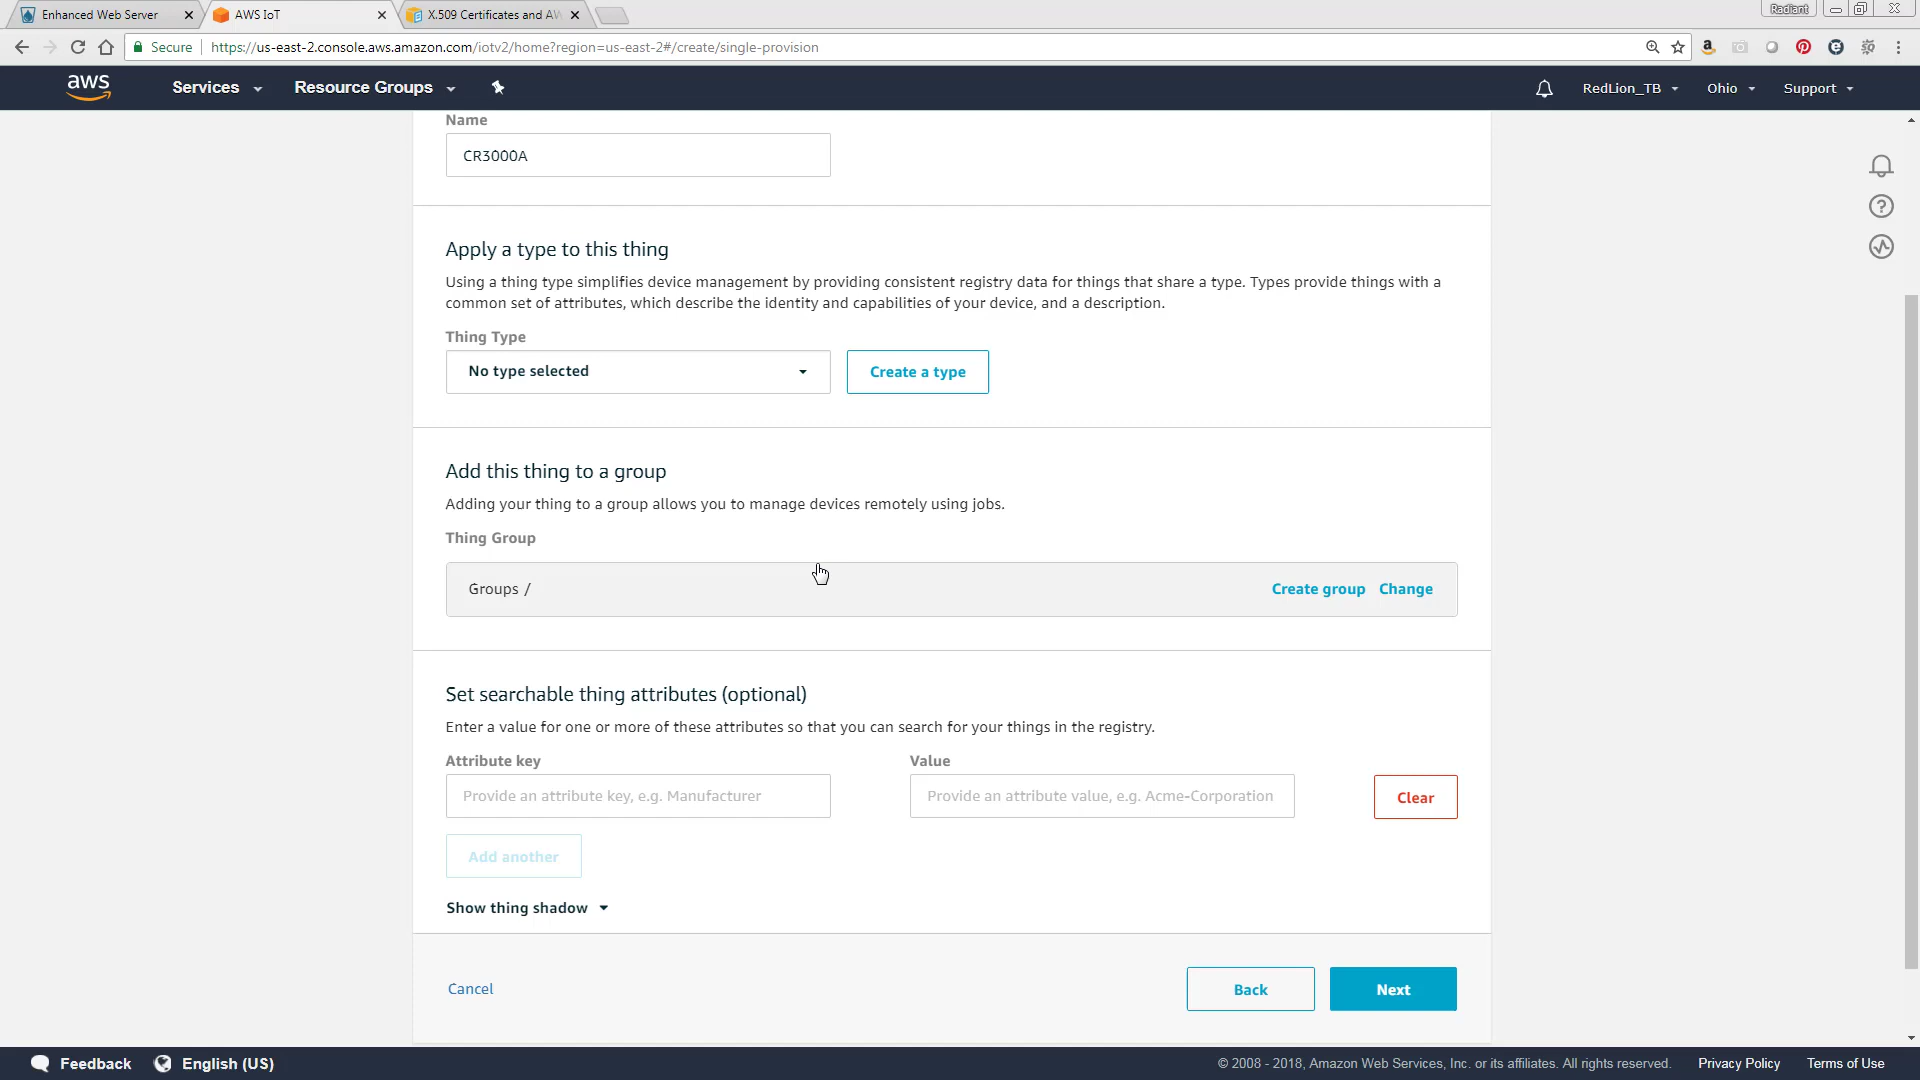 Enhanced Web Server
AWS IoT
X.509 Certificates and AW
Radiant
Secure
https://us-east-2.console.aws.amazon.com/iotv2/home?region=us-east-2#/create/single-provision
aws
Services
Resource Groups
RedLion_TB
Ohio
Support
Name
CR3000A
Apply a type to this thing
Using a thing type simplifies device management by providing consistent registry data for things that share a type. Types provide things with a
common set of attributes, which describe the identity and capabilities of your device, and a description.
Thing Type
No type selected
Create a type
Add this thing to a group
Adding your thing to a group allows you to manage devices remotely using jobs.
Thing Group
Groups /
Create group
Change
Set searchable thing attributes (optional)
Enter a value for one or more of these attributes so that you can search for your things in the registry.
Attribute key
Value
Provide an attribute key, e.g. Manufacturer
Provide an attribute value, e.g. Acme-Corporation
Clear
Add another
Show thing shadow
Cancel
Back
Next
Feedback
English (US)
© 2008 - 2018, Amazon Web Services, Inc. or its affiliates. All rights reserved.
Privacy Policy
Terms of Use